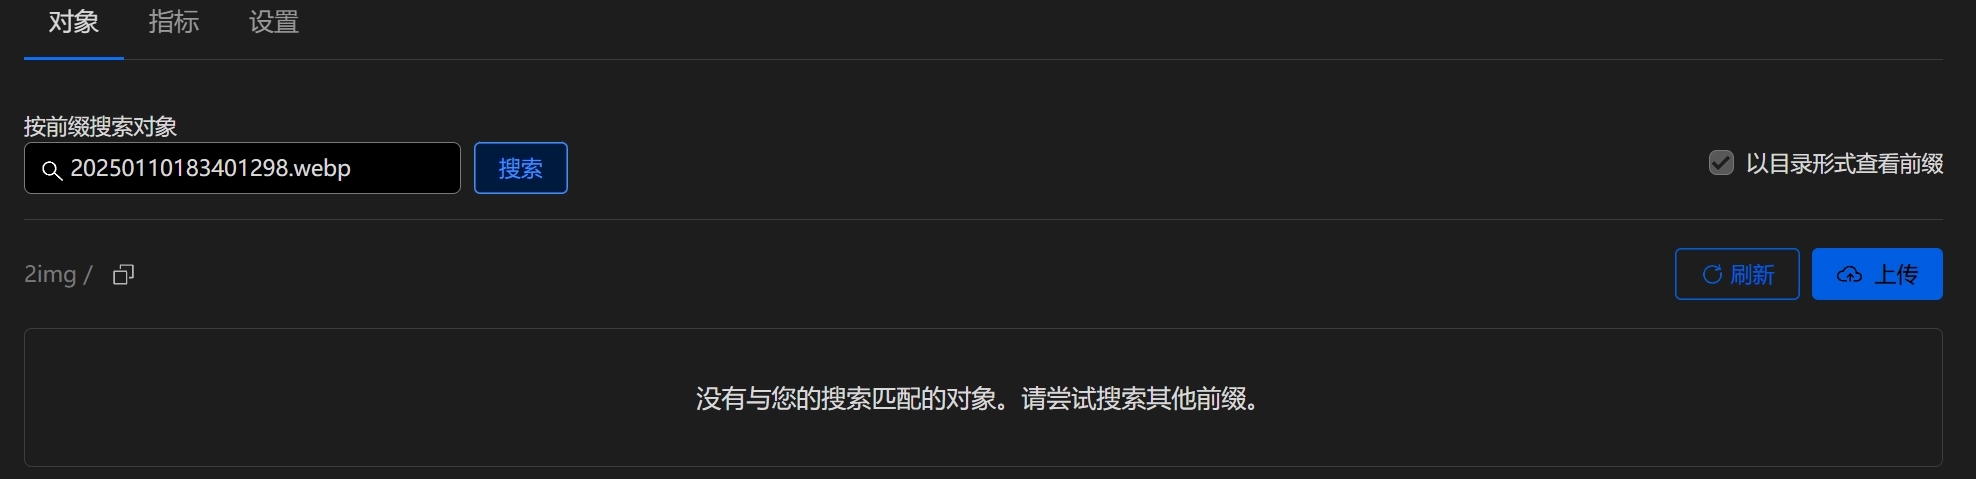 对象 指标 设置
按前缀搜索对象
20250110183401298.webp 搜索 以目录形式查看前缀
2img / 刷新 上传
没有与您的搜索匹配的对象。请尝试搜索其他前缀。